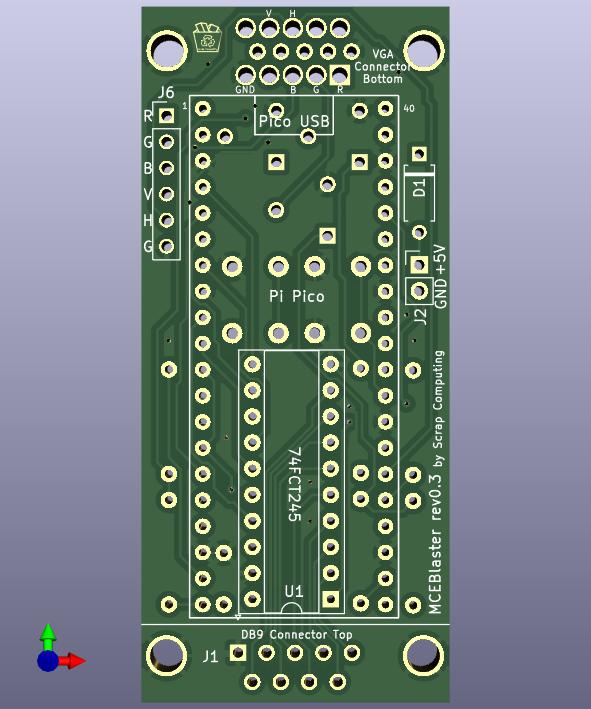 V H
VGA
Connector
Bottom
GND B G R
J6
1
40
Pico USB
R
G
B
V
H
G
D1
+5V
GND
J2
Pi Pico
74FCT245
U1
MCEBlaster rev0.3 by Scrap Computing
DB9 Connector Top
J1